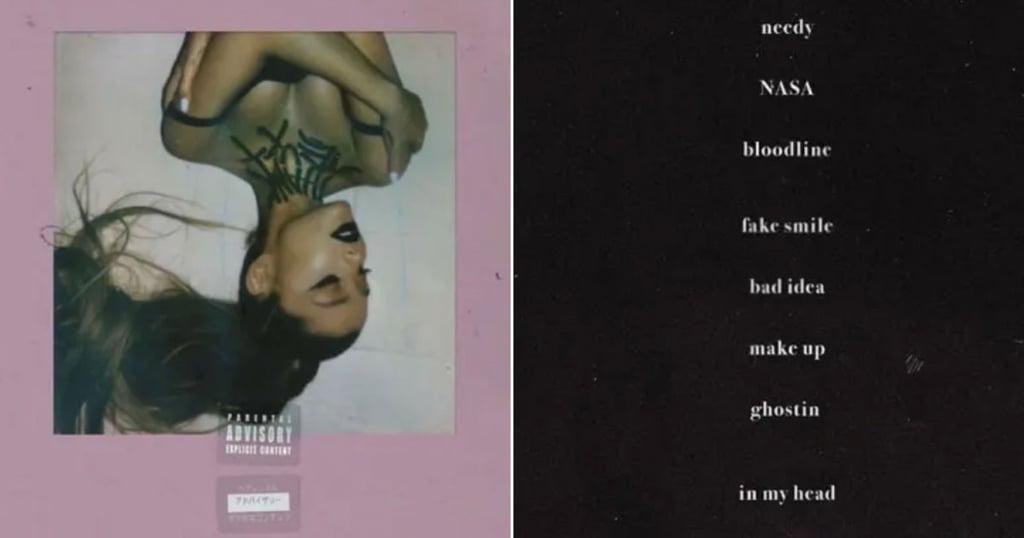 PARENTAL
ADVISORY
EXPLICIT CONTENT
アドバイザリー
needy
NASA
bloodline
fake smile
bad idea
make up
ghostin
in my head